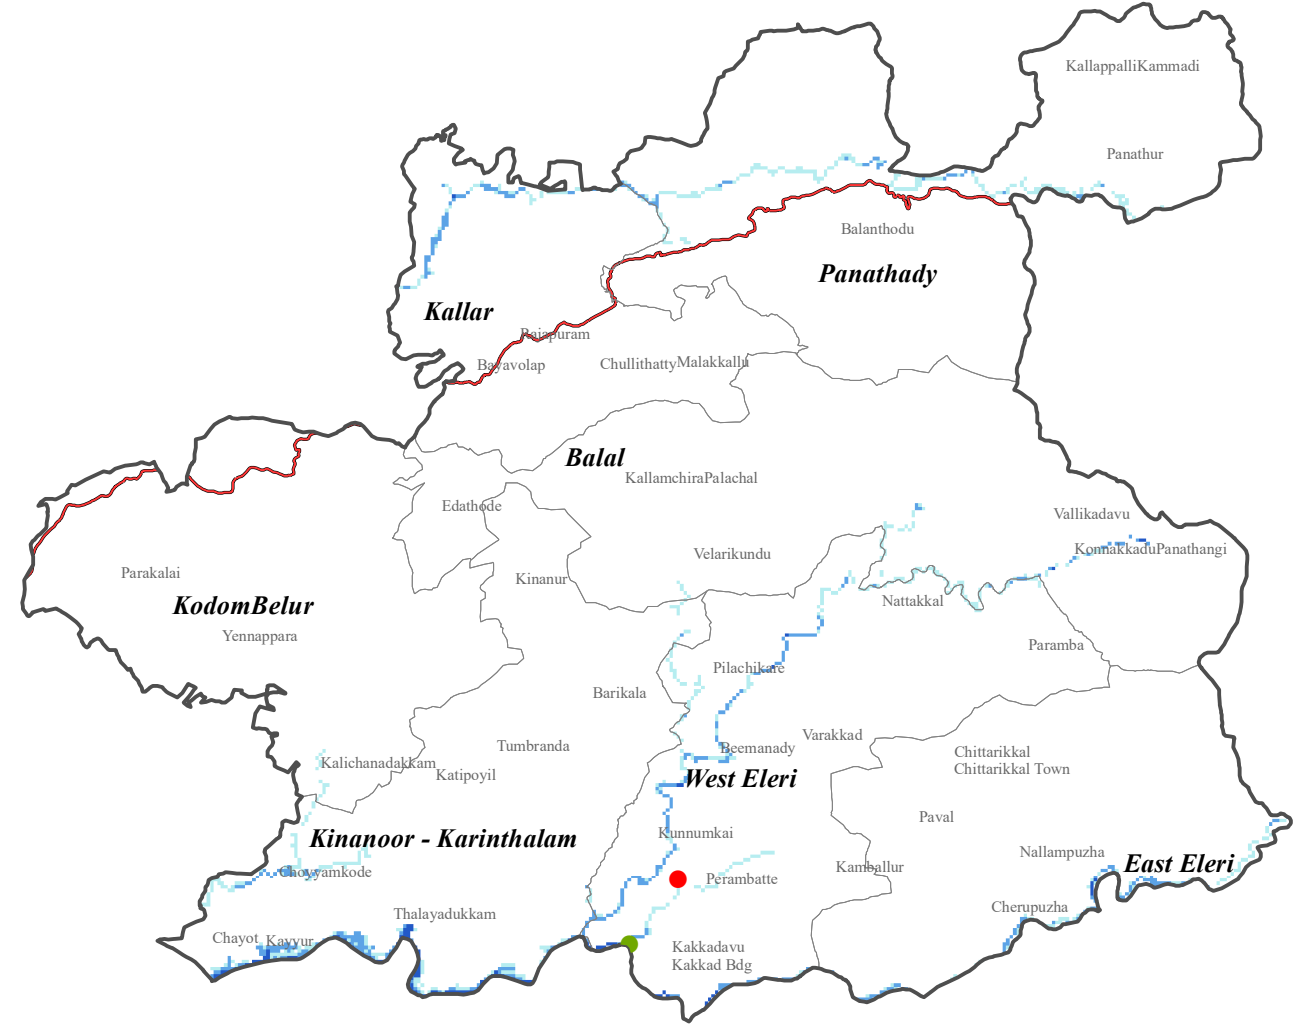 KallappalliKammadi
Panathur
Balanthodu
Panathady
Kallar
Rajapuram
Bayavolap
ChullithattyMalakkallu
Balal
KallamchiraPalachal
Edathode
Vallikadavu
KonnakkaduPanathangi
Velarikundu
Parakalai
Kinanur
Nattakkal
KodomBelur
Yennappara
Paramba
Pilachikare
Barikala
Varakkad
Tumbranda
Beemanady
Chittarikkal
Chittarikkal Town
Kalichanadakkam
Katipoyil
West Eleri
Paval
Kunnumkai
Kinanoor - Karinthalam
Nallampuzha
East Eleri
Kamballur
Choyyamkode
Perambatte
Cherupuzha
Thalayadukkam
Chayot
Kayyur
Kakkadavu
Kakkad Bdg